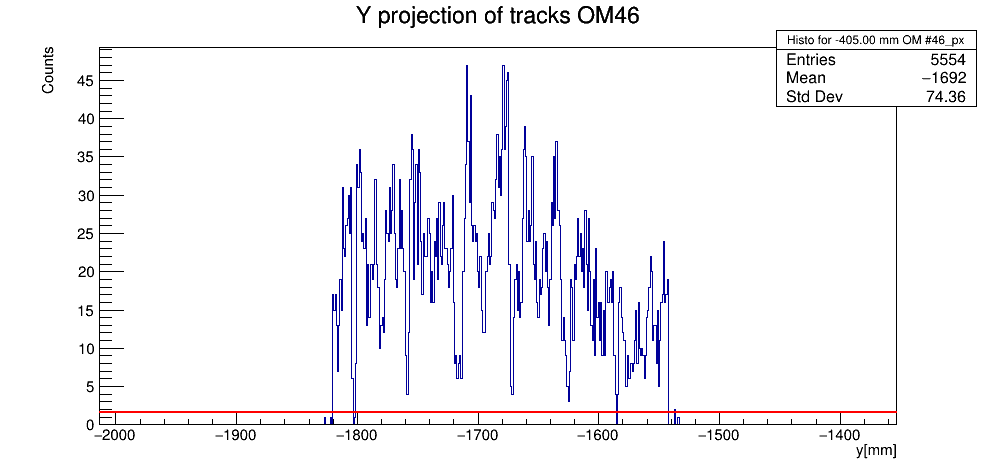 Y projection of tracks OM46
Histo for -405.00 mm OM #46_px
Entries 5554
Mean −1692
Std Dev 74.36
Counts
45
40
35
30
25
20
15
10
5
0
−2000 −1900 −1800 −1700 −1600 −1500 −1400
y[mm]